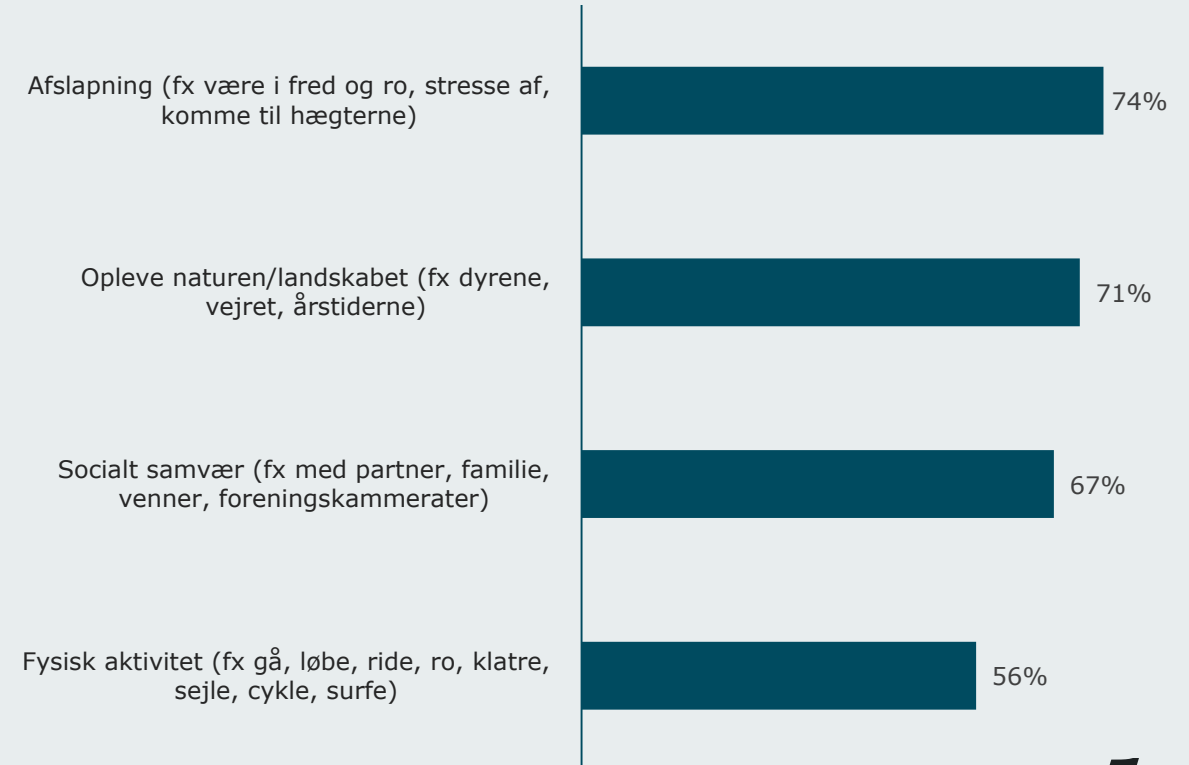 Afslapning (fx være i fred og ro, stresse af,
komme til hægterne)
74%
Opleve naturen/landskabet (fx dyrene,
vejret, årstiderne)
71%
Socialt samvær (fx med partner, familie,
venner, foreningskammerater)
67%
Fysisk aktivitet (fx gå, løbe, ride, ro, klatre,
sejle, cykle, surfe)
56%